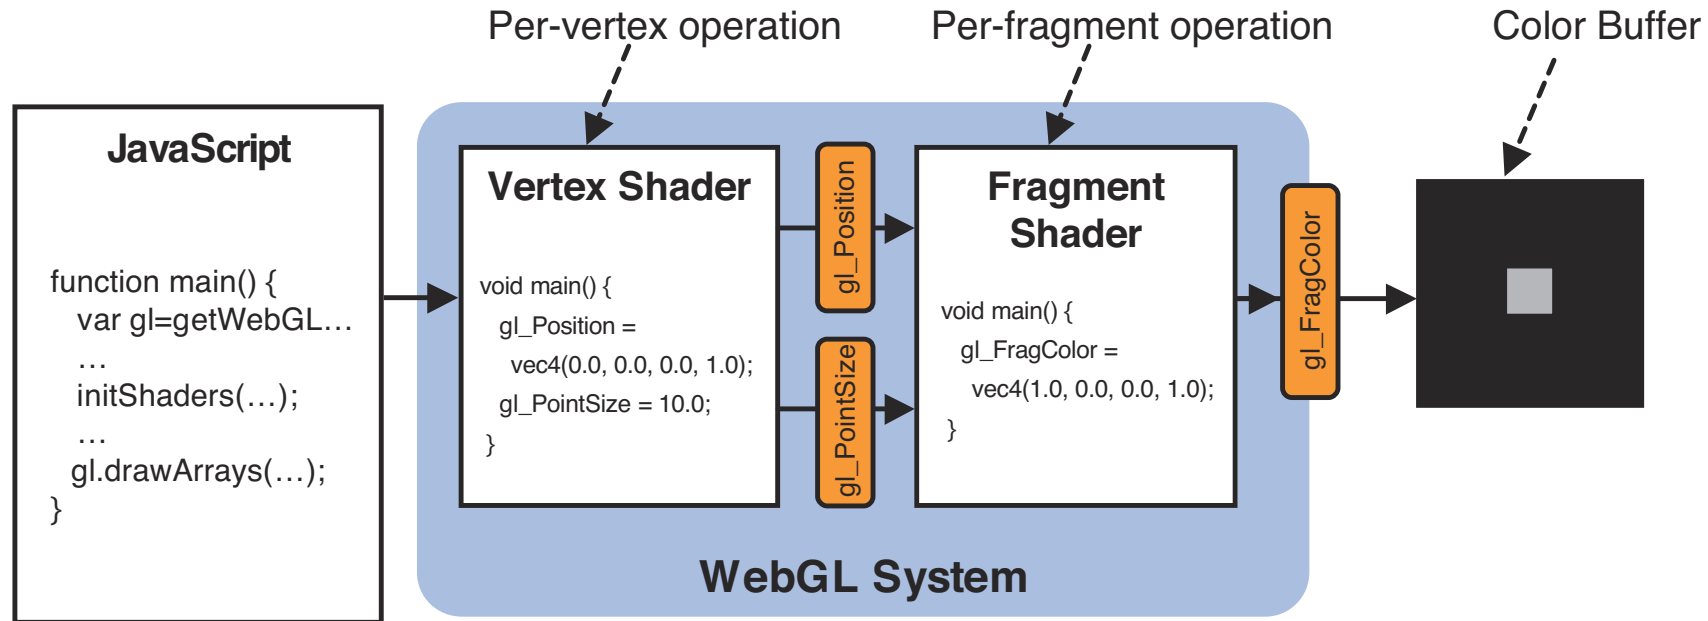 Per-vertex operation
Per-fragment operation
Color Buffer
JavaScript
function main() {
var gl=getWebGL…
…
initShaders(…);
…
gl.drawArrays(…);
}
Vertex Shader
void main() {
gl_Position =
vec4(0.0, 0.0, 0.0, 1.0);
gl_PointSize = 10.0;
}
gl_Position
gl_PointSize
Fragment
Shader
void main() {
gl_FragColor =
vec4(1.0, 0.0, 0.0, 1.0);
}
gl_FragColor
WebGL System